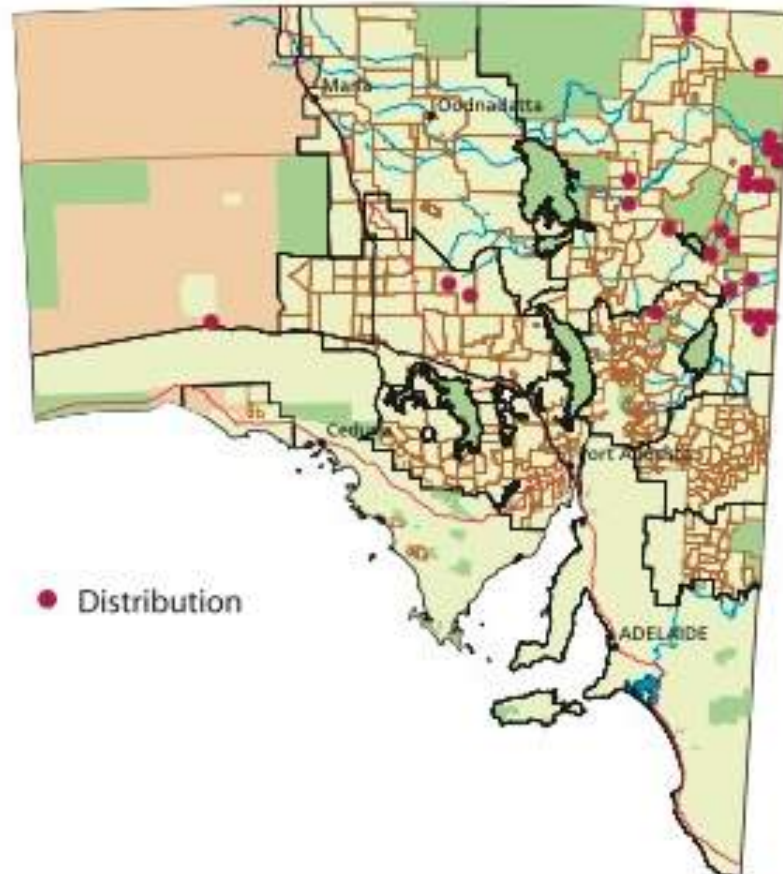 Marla
Oodnadatta
Ceduna
Port Augusta
ADELAIDE
Distribution